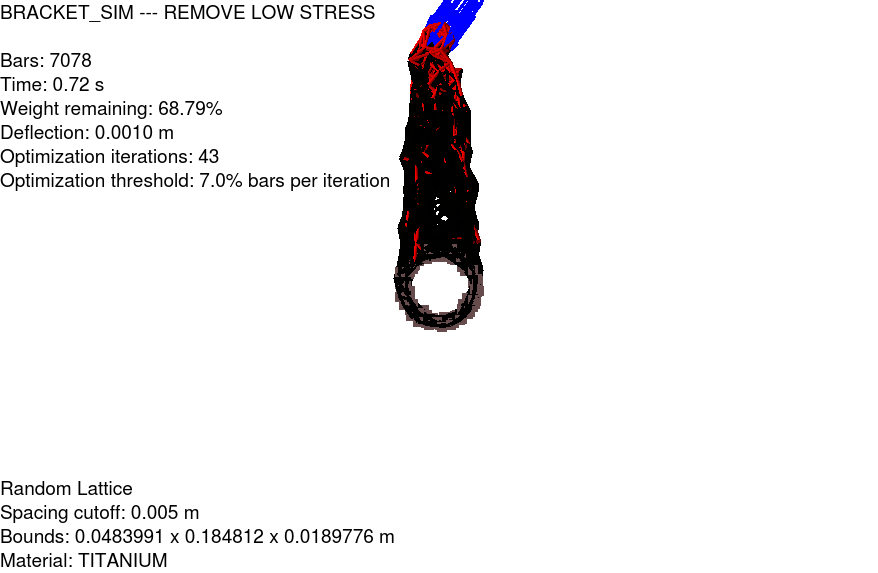 BRACKET_SIM --- REMOVE LOW STRESS
Bars: 7078
Time: 0.72 s
Weight remaining: 68.79%
Deflection: 0.0010 m
Optimization iterations: 43
Optimization threshold: 7.0% bars per iteration
Random Lattice
Spacing cutoff: 0.005 m
Bounds: 0.0483991 x 0.184812 x 0.0189776 m
Material: TITANIUM